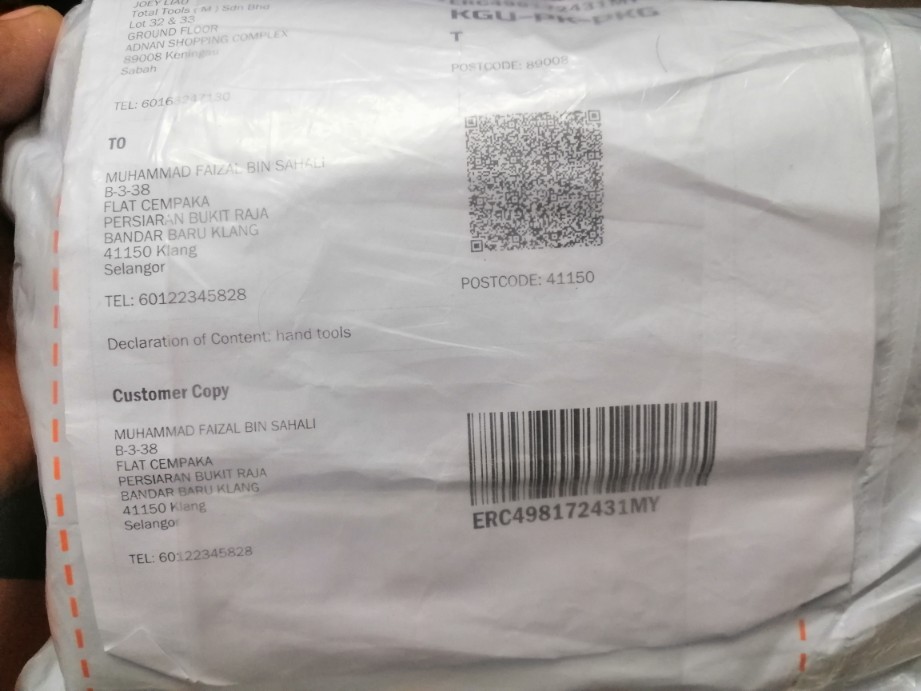 Total Tools (M) Sdn Bhd
Lot 32 & 33
GROUND FLOOR
ADNAN SHOPPING COMPLEX
89008 Keningau
Sabah
TEL:
TO
MUHAMMAD FAIZAL BIN SAHALI
B-3-38
FLAT CEMPAKA
PERSIARAN BUKIT RAJA
BANDAR BARU KLANG
41150 Klang
Selangor
TEL: 60122345828
Declaration of Content: hand tools
Customer Copy
MUHAMMAD FAIZAL BIN SAHALI
B-3-38
FLAT CEMPAKA
PERSIARAN BUKIT RAJA
BANDAR BARU KLANG
41150 Klang
Selangor
TEL: 60122345828
KGU-PK-PKG
T
POSTCODE: 89008
POSTCODE: 41150
ERC498172431MY